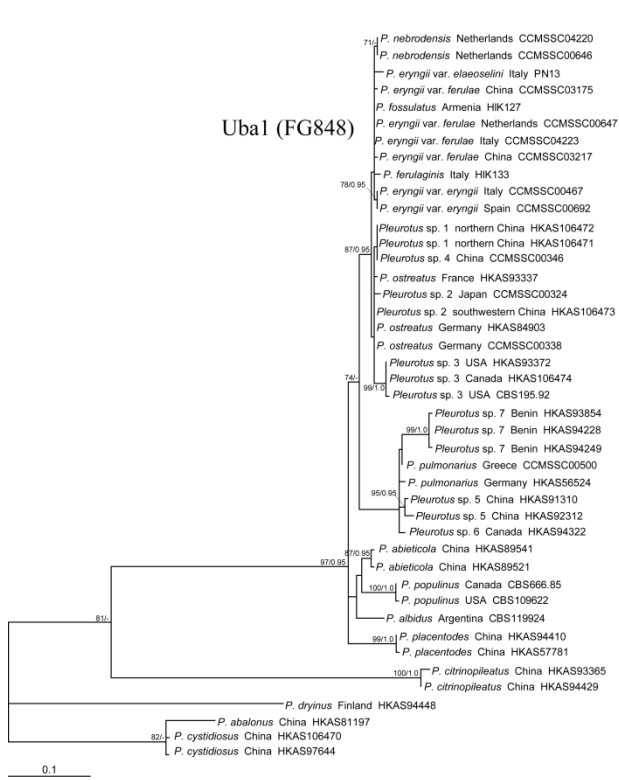 71/-
P. nebrodensis Netherlands CCMSSC04220
P. nebrodensis Netherlands CCMSSC00646
P. eryngii var. elaeoselini Italy PN13
P. eryngii var. ferulae China CCMSSC03175
P. fossulatus Armenia HIK127
Uba1 (FG848)
P. eryngii var. ferulae Netherlands CCMSSC00647
P. eryngii var. ferulae Italy CCMSSC04223
P. eryngii var. ferulae China CCMSSC03217
P. ferulaginis Italy HIK133
78/0.95
P. eryngii var. eryngii Italy CCMSSC00467
P. eryngii var. eryngii Spain CCMSSC00692
Pleurotus sp. 1 northern China HKAS106472
87/0.95
Pleurotus sp. 1 northern China HKAS106471
Pleurotus sp. 4 China CCMSSC00346
P. ostreatus France HKAS93337
Pleurotus sp. 2 Japan CCMSSC00324
Pleurotus sp. 2 southwestern China HKAS106473
P. ostreatus Germany HKAS84903
P. ostreatus Germany CCMSSC00338
Pleurotus sp. 3 USA HKAS93372
74/-
Pleurotus sp. 3 Canada HKAS106474
99/1.0
Pleurotus sp. 3 USA CBS195.92
Pleurotus sp. 7 Benin HKAS93854
99/1.0
Pleurotus sp. 7 Benin HKAS94228
Pleurotus sp. 7 Benin HKAS94249
P. pulmonarius Greece CCMSSC00500
P. pulmonarius Germany HKAS56524
95/0.95
Pleurotus sp. 5 China HKAS91310
Pleurotus sp. 5 China HKAS92312
Pleurotus sp. 6 Canada HKAS94322
87/0.95
P. abieticola China HKAS89541
97/0.95
P. abieticola China HKAS89521
100/1.0
P. populinus Canada CBS666.85
P. populinus USA CBS109622
81/-
P. albidus Argentina CBS119924
99/1.0
P. placentodes China HKAS94410
P. placentodes China HKAS57781
100/1.0
P. citrinopileatus China HKAS93365
P. citrinopileatus China HKAS94429
P. dryinus Finland HKAS94448
P. abalonus China HKAS81197
82/-
P. cystidiosus China HKAS106470
P. cystidiosus China HKAS97644
0.1